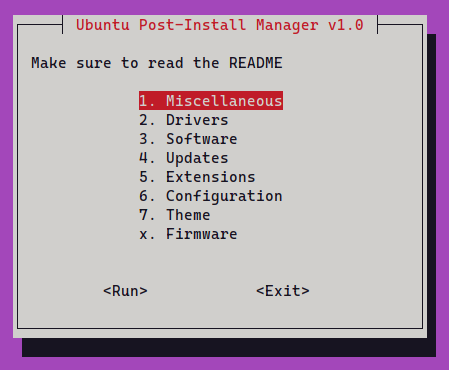 Ubuntu Post-Install Manager v1.0
Make sure to read the README
1. Miscellaneous
2. Drivers
3. Software
4. Updates
5. Extensions
6. Configuration
7. Theme
x. Firmware
<Run> <Exit>